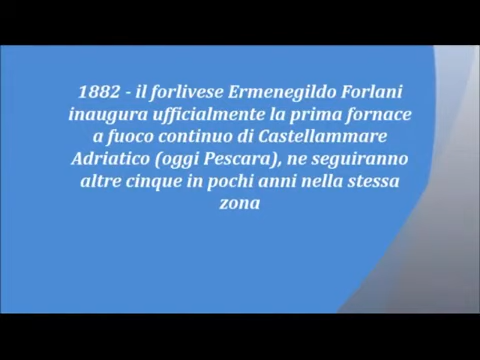 1882 - il forlivese Ermenegildo Forlani
inaugura ufficialmente la prima fornace
a fuoco continuo di Castellammare
Adriatico (oggi Pescara), ne seguiranno
altre cinque in pochi anni nella stessa
zona